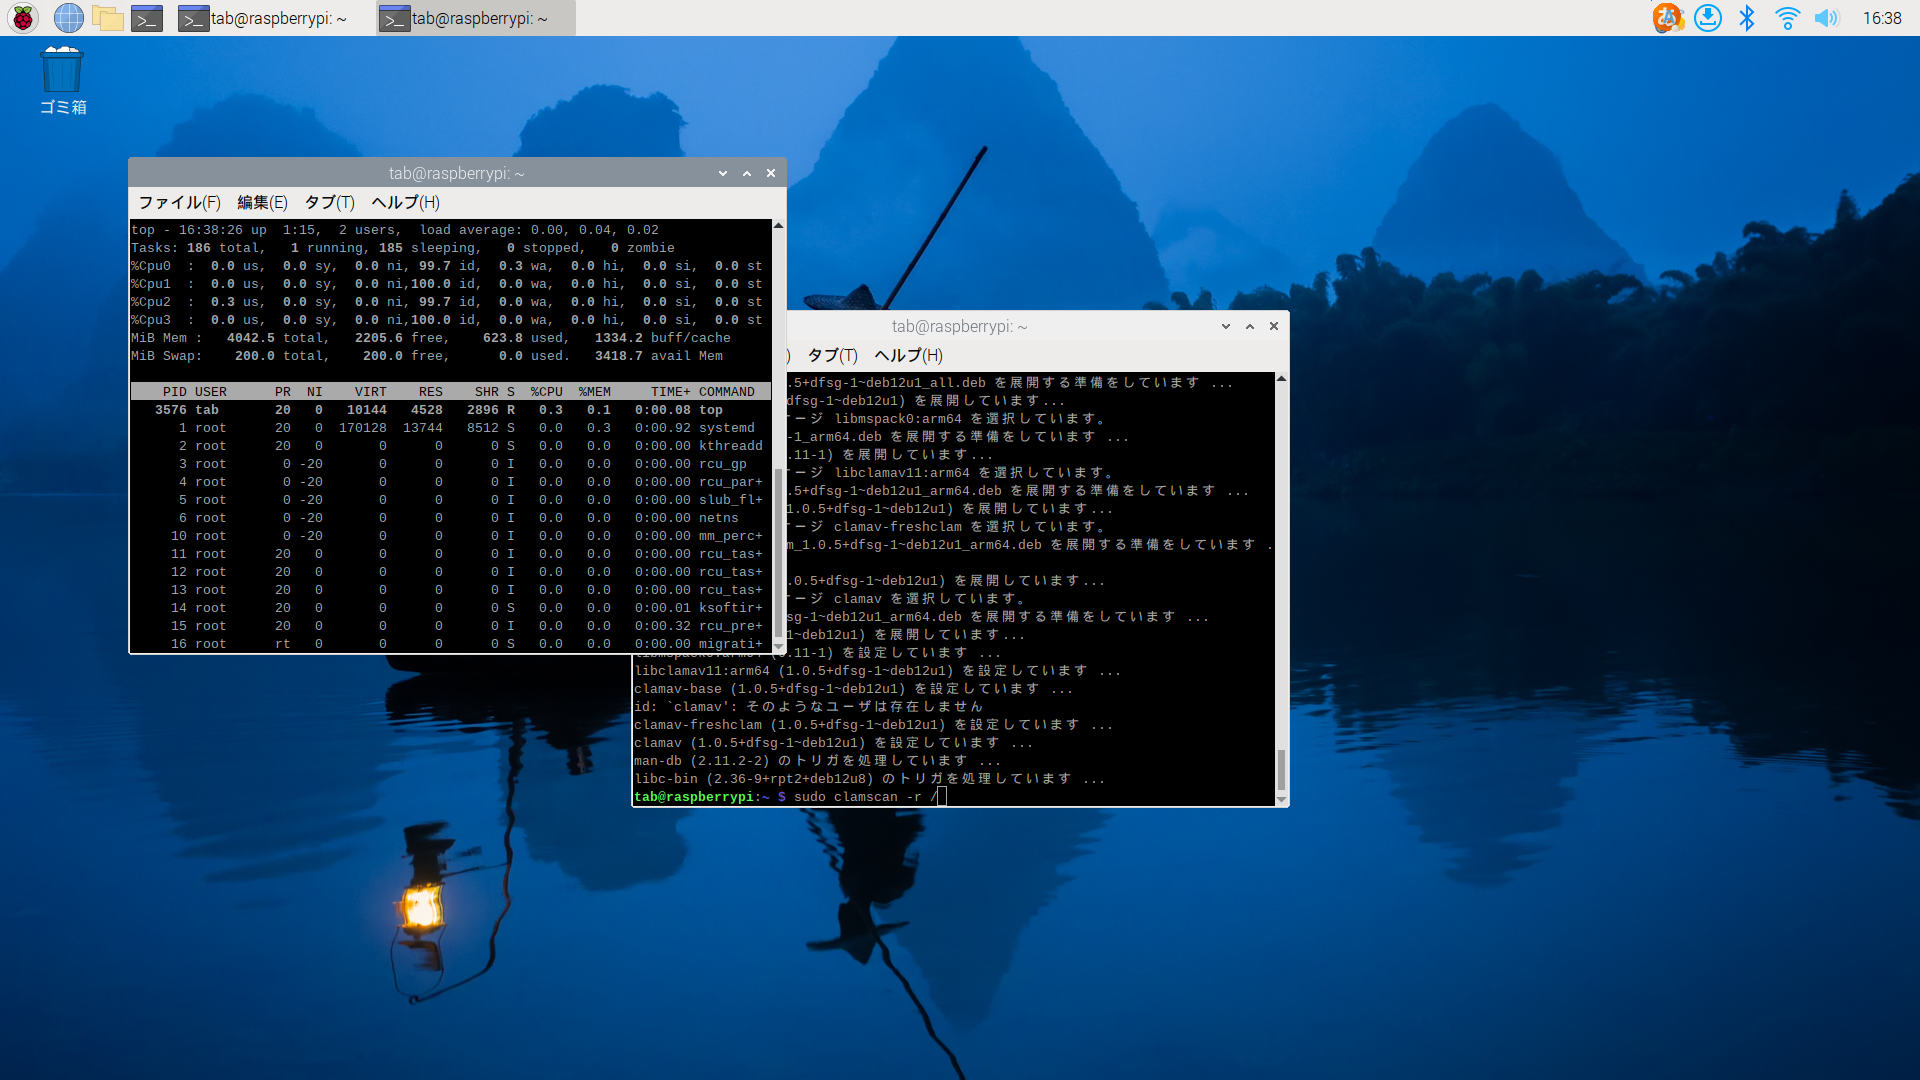 tab@raspberrypi: ~
tab@raspberrypi: ~
16:38
ゴミ箱
tab@raspberrypi: ~
ファイル(F) 編集(E) タブ(T) ヘルプ(H)
top - 16:38:26 up  1:15,  2 users,  load average: 0.00, 0.04, 0.02
Tasks: 186 total,   1 running, 185 sleeping,   0 stopped,   0 zombie
%Cpu0  :  0.0 us,  0.0 sy,  0.0 ni, 99.7 id,  0.3 wa,  0.0 hi,  0.0 si,  0.0 st
%Cpu1  :  0.0 us,  0.0 sy,  0.0 ni,100.0 id,  0.0 wa,  0.0 hi,  0.0 si,  0.0 st
%Cpu2  :  0.3 us,  0.0 sy,  0.0 ni, 99.7 id,  0.0 wa,  0.0 hi,  0.0 si,  0.0 st
%Cpu3  :  0.0 us,  0.0 sy,  0.0 ni,100.0 id,  0.0 wa,  0.0 hi,  0.0 si,  0.0 st
MiB Mem :   4042.5 total,   2205.6 free,    623.8 used,   1334.2 buff/cache
MiB Swap:    200.0 total,    200.0 free,      0.0 used.   3418.7 avail Mem
PID USER      PR  NI    VIRT    RES    SHR S  %CPU  %MEM     TIME+ COMMAND
3576 tab       20   0   10144   4528   2896 R   0.3   0.1   0:00.08 top
1 root      20   0  170128  13744   8512 S   0.0   0.3   0:00.92 systemd
2 root      20   0       0      0      0 S   0.0   0.0   0:00.00 kthreadd
3 root       0 -20       0      0      0 I   0.0   0.0   0:00.00 rcu_gp
4 root       0 -20       0      0      0 I   0.0   0.0   0:00.00 rcu_par+
5 root       0 -20       0      0      0 I   0.0   0.0   0:00.00 slub_fl+
6 root       0 -20       0      0      0 I   0.0   0.0   0:00.00 netns
10 root       0 -20       0      0      0 I   0.0   0.0   0:00.00 mm_perc+
11 root      20   0       0      0      0 I   0.0   0.0   0:00.00 rcu_tas+
12 root      20   0       0      0      0 I   0.0   0.0   0:00.00 rcu_tas+
13 root      20   0       0      0      0 I   0.0   0.0   0:00.00 rcu_tas+
14 root      20   0       0      0      0 S   0.0   0.0   0:00.01 ksoftir+
15 root      20   0       0      0      0 I   0.0   0.0   0:00.32 rcu_pre+
16 root      rt   0       0      0      0 S   0.0   0.0   0:00.00 migrati+
tab@raspberrypi: ~
) タブ(T) ヘルプ(H)
.5+dfsg-1~deb12u1_all.deb を展開する準備をしています ...
dfsg-1~deb12u1) を展開しています...
ージ libmspack0:arm64 を選択しています。
-1_arm64.deb を展開する準備をしています ...
.11-1) を展開しています...
ージ libclamav11:arm64 を選択しています。
.5+dfsg-1~deb12u1_arm64.deb を展開する準備をしています ...
1.0.5+dfsg-1~deb12u1) を展開しています...
ージ clamav-freshclam を選択しています。
m_1.0.5+dfsg-1~deb12u1_arm64.deb を展開する準備をしています .
.0.5+dfsg-1~deb12u1) を展開しています...
ージ clamav を選択しています。
sg-1~deb12u1_arm64.deb を展開する準備をしています ...
1~deb12u1) を展開しています...
.11-1) を設定しています ...
libclamav11:arm64 (1.0.5+dfsg-1~deb12u1) を設定しています ...
clamav-base (1.0.5+dfsg-1~deb12u1) を設定しています ...
id: `clamav': そのようなユーザは存在しません
clamav-freshclam (1.0.5+dfsg-1~deb12u1) を設定しています ...
clamav (1.0.5+dfsg-1~deb12u1) を設定しています ...
man-db (2.11.2-2) のトリガを処理しています ...
libc-bin (2.36-9+rpt2+deb12u8) のトリガを処理しています ...
tab@raspberrypi:~ $ sudo clamscan -r /